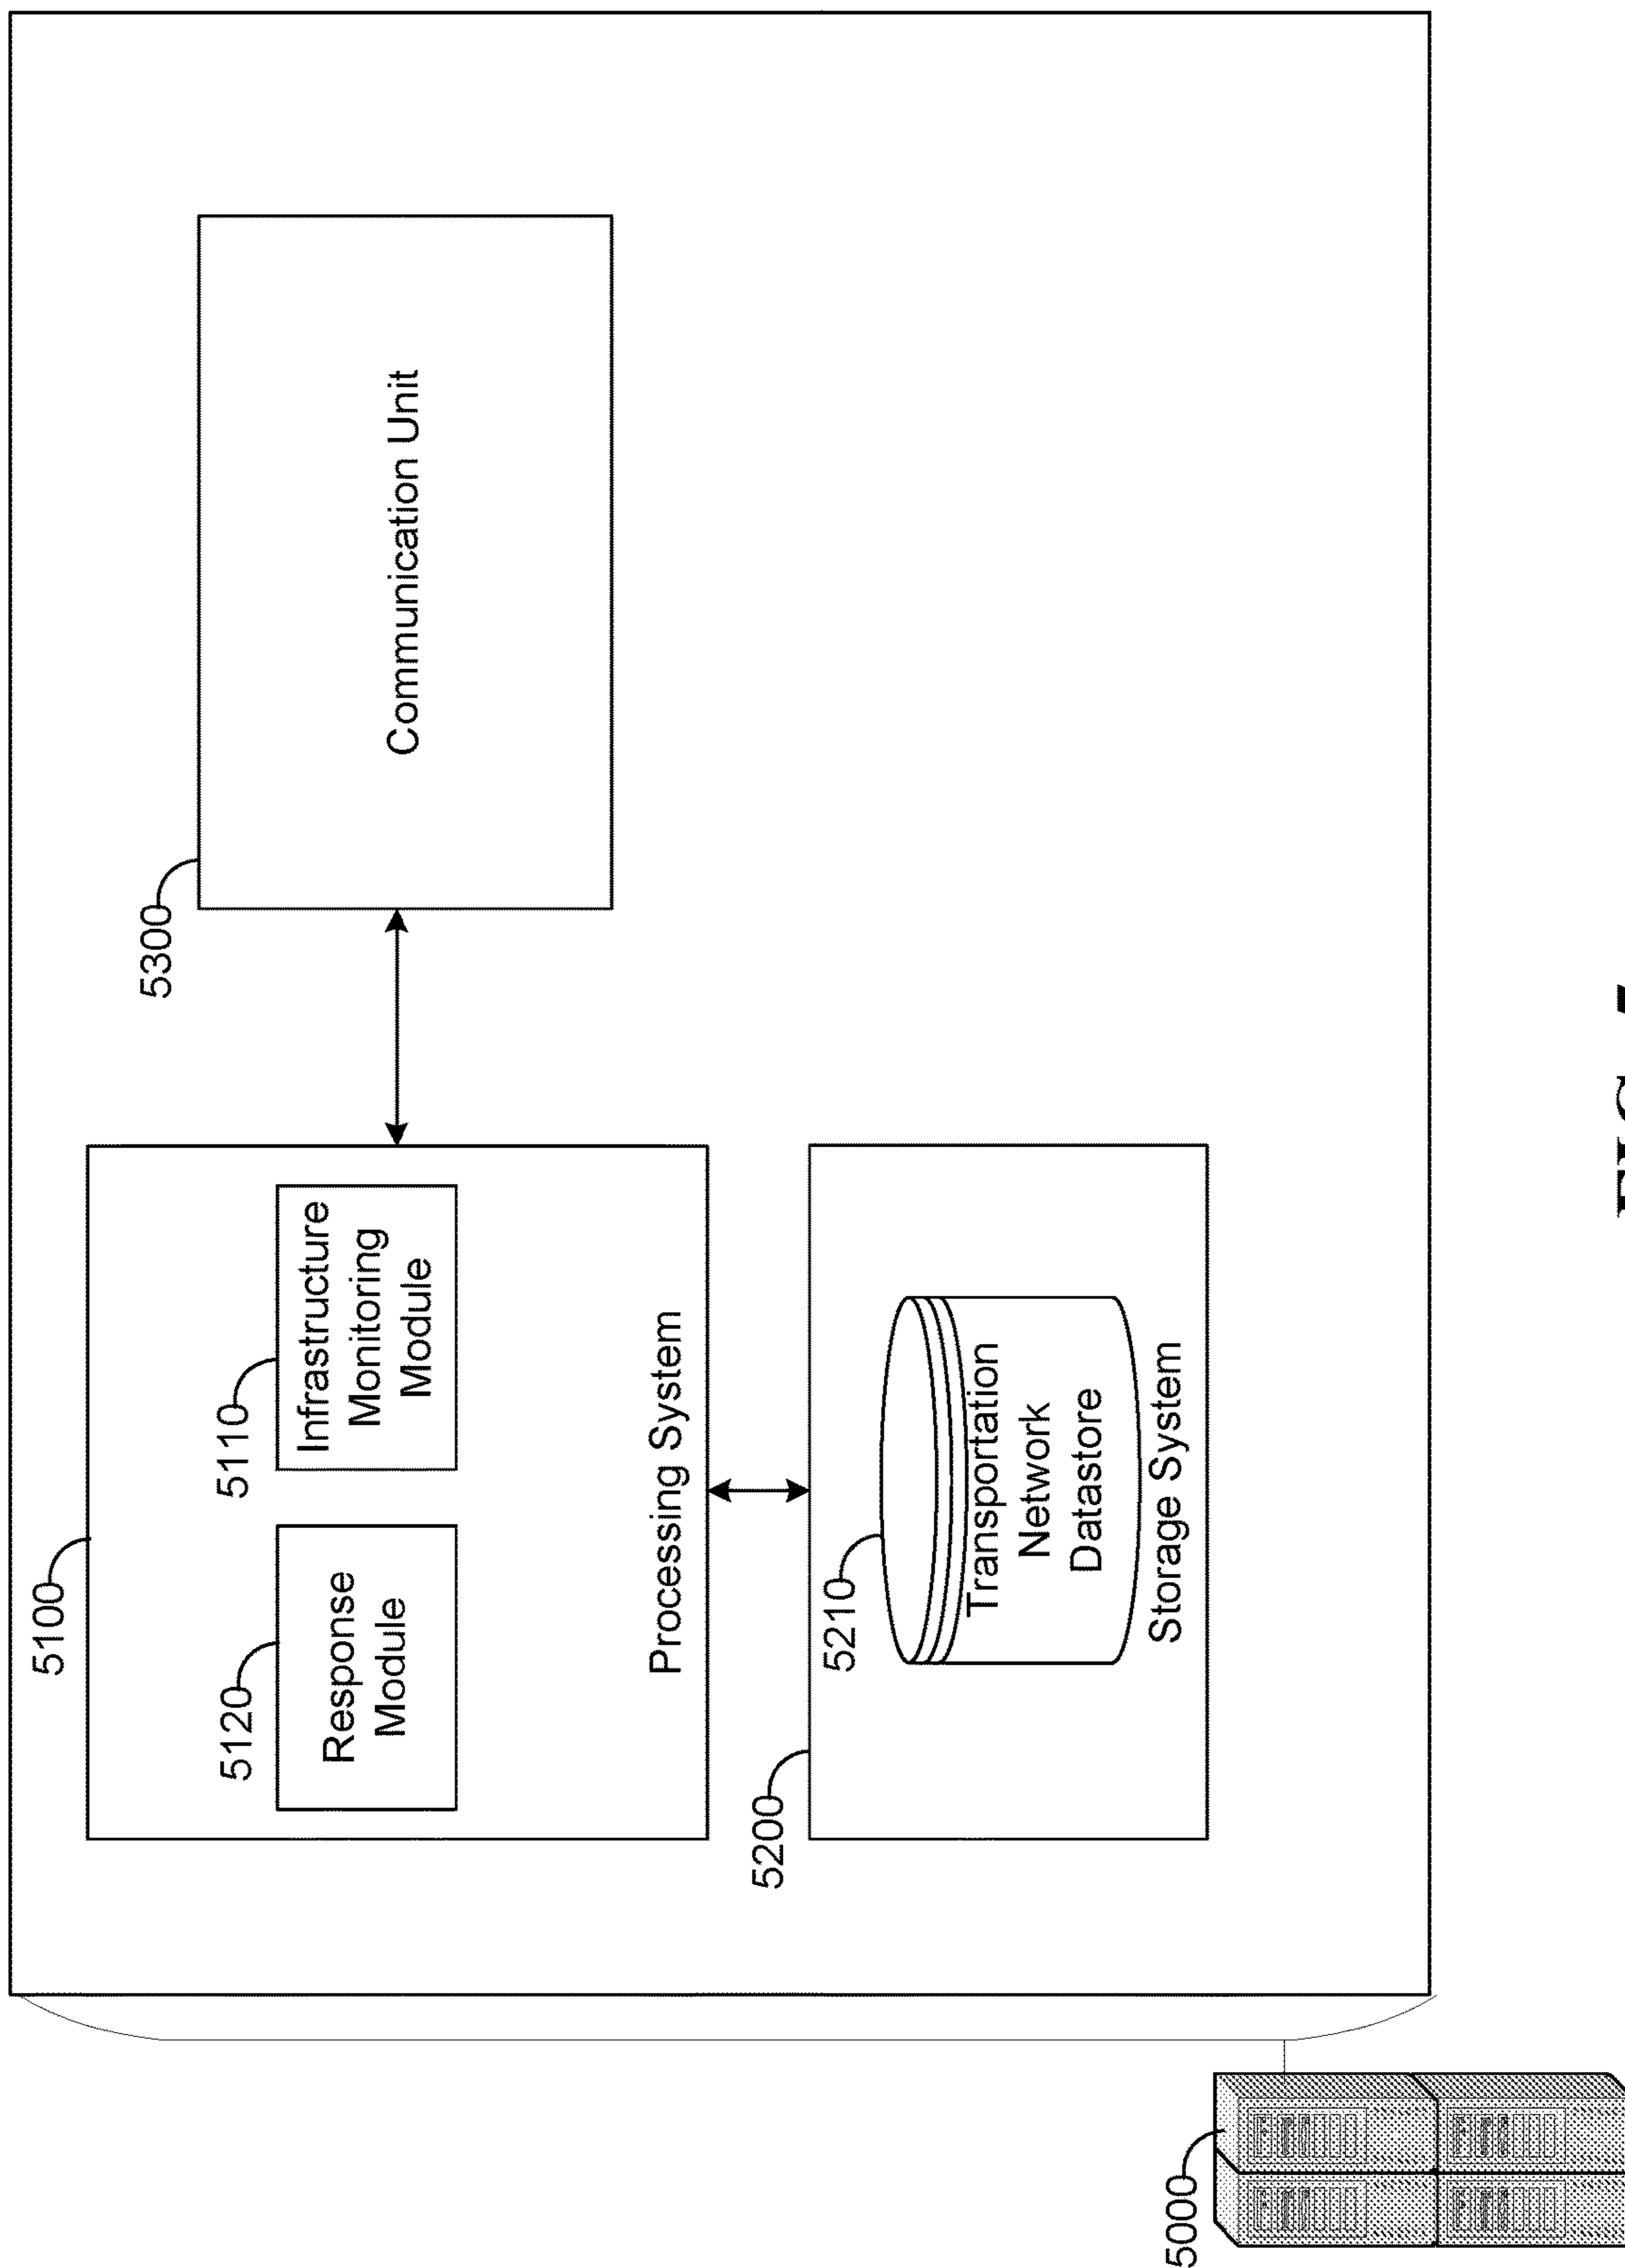 5100
5120
Response
Module
5110
Infrastructure
Monitoring
Module
Processing System
5300
Communication Unit
5200
5210
Transportation
Network
Datastore
Storage System
5000